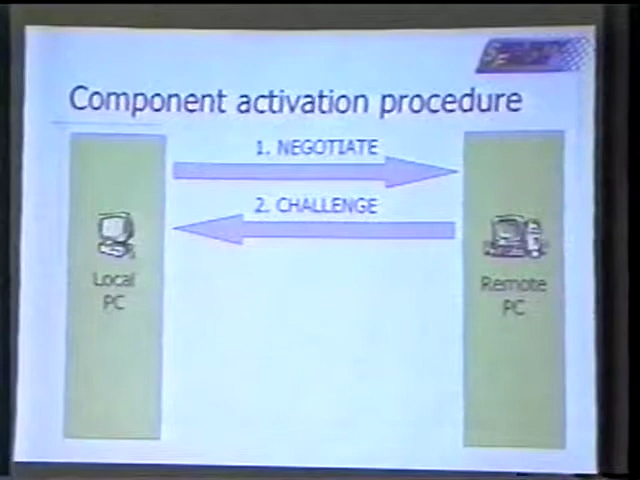 Component activation procedure
1. NEGOTIATE
2. CHALLENGE
Local
PC
Remote
PC